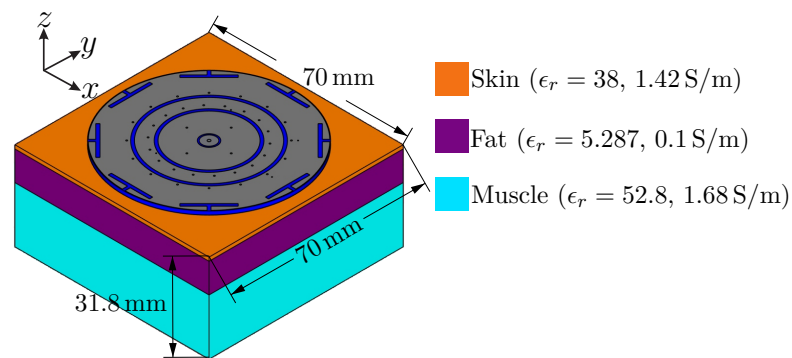 z
y
x
70 mm
Skin (ϵr = 38, 1.42 S/m)
Fat (ϵr = 5.287, 0.1 S/m)
Muscle (ϵr = 52.8, 1.68 S/m)
70 mm
31.8 mm